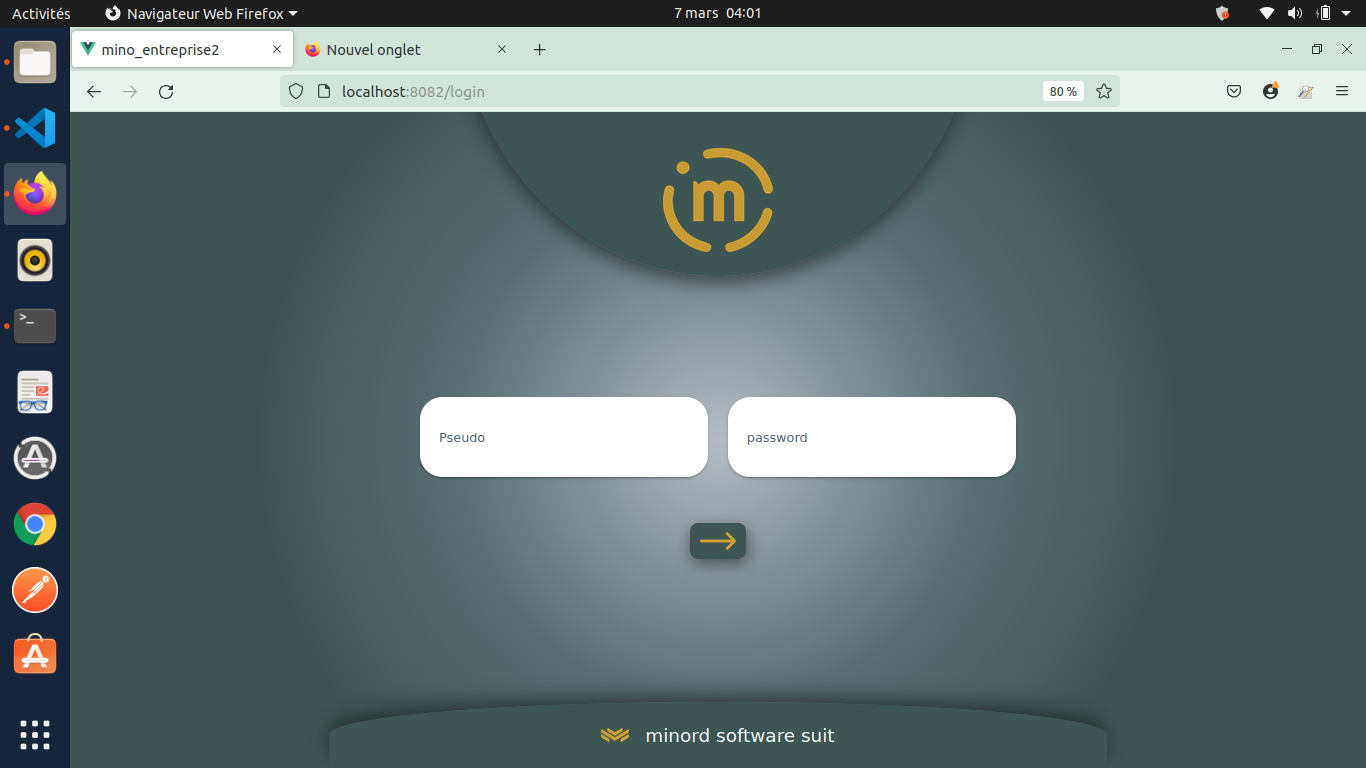 Activités Navigateur Web Firefox 7 mars 04:01
mino_entreprise2 Nouvel onglet
localhost:8082/login 80 %
m
Pseudo password
minord software suit